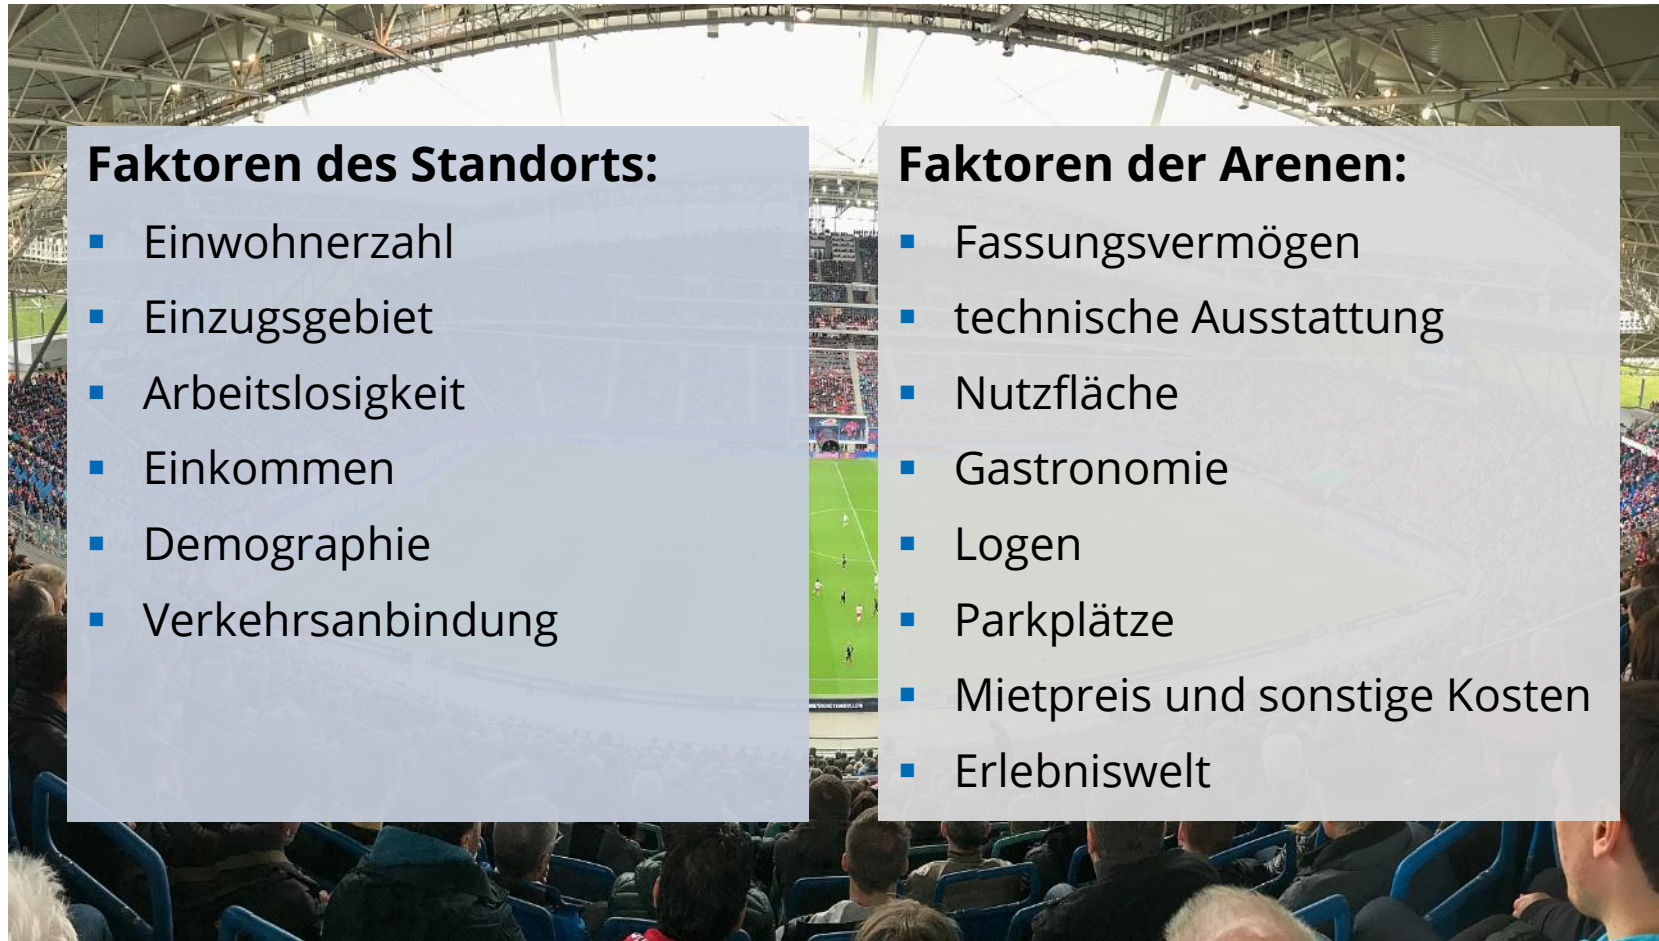 Faktoren des Standorts:
▪ Einwohnerzahl
▪ Einzugsgebiet
▪ Arbeitslosigkeit
▪ Einkommen
▪ Demographie
▪ Verkehrsanbindung
Faktoren der Arenen:
▪ Fassungsvermögen
▪ technische Ausstattung
▪ Nutzfläche
▪ Gastronomie
▪ Logen
▪ Parkplätze
▪ Mietpreis und sonstige Kosten
▪ Erlebniswelt